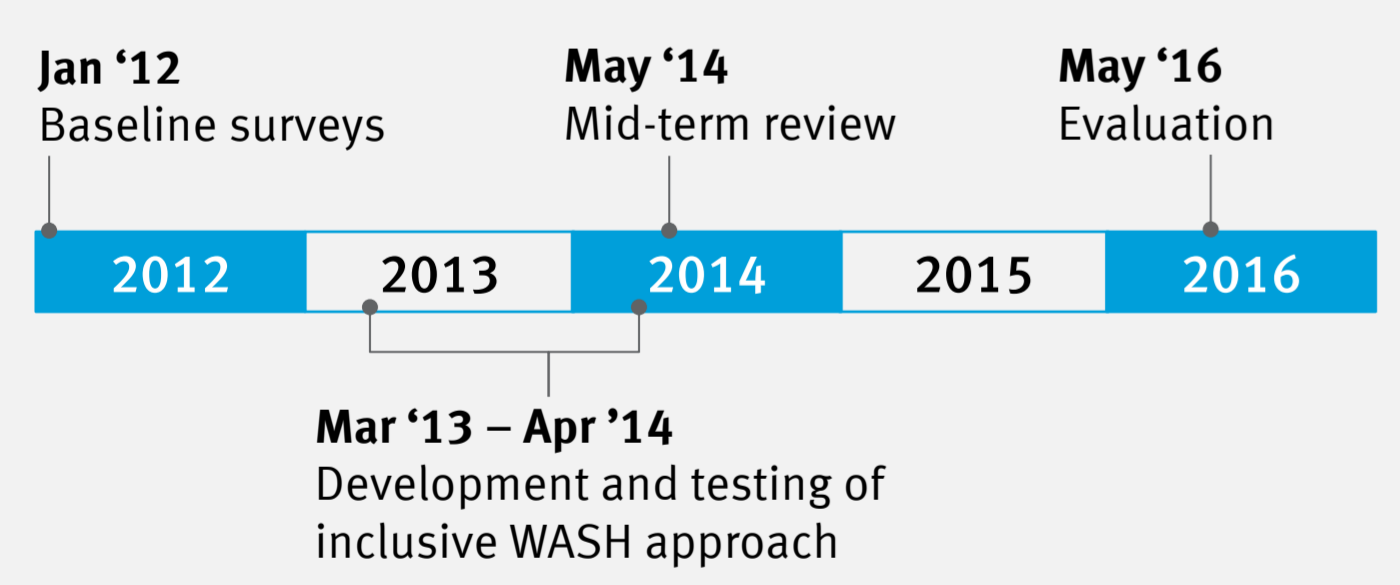 Jan ‘12
Baseline surveys
May ‘14
Mid-term review
May ‘16
Evaluation
2012
2013
2014
2015
2016
Mar ‘13 – Apr ’14
Development and testing of
inclusive WASH approach